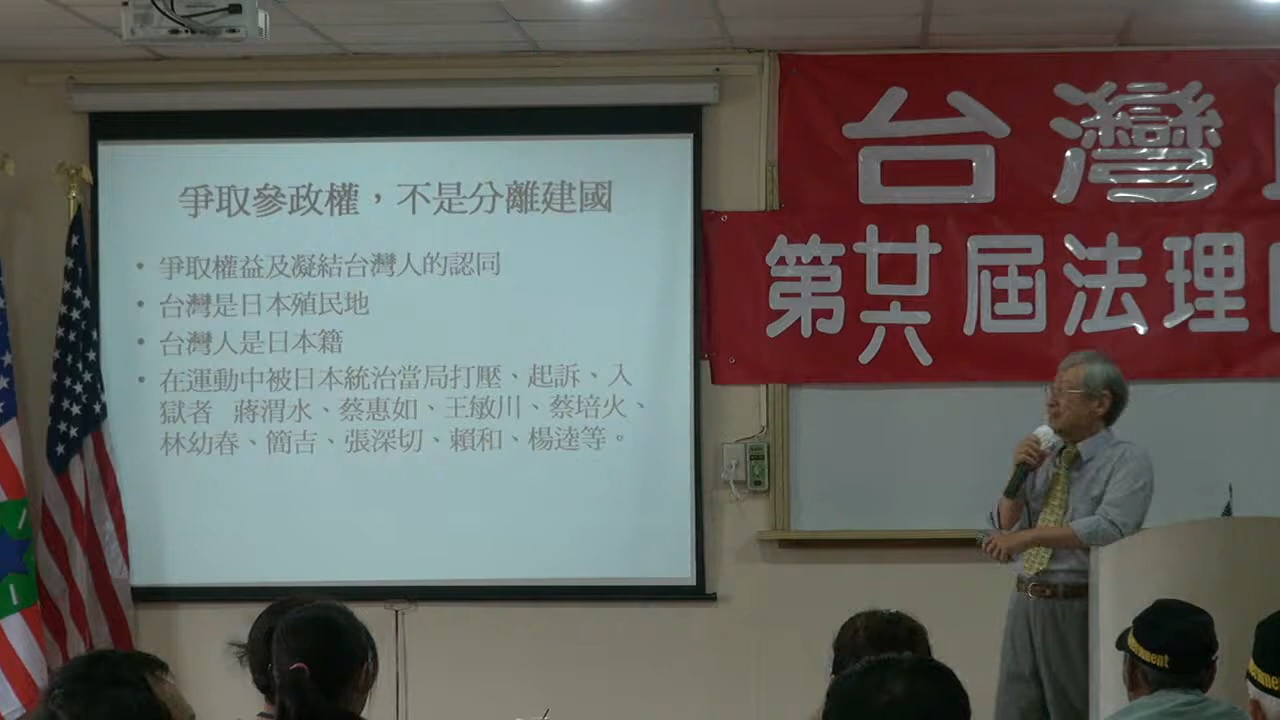 爭取參政權，不是分離建國
• 爭取權益及凝結台灣人的認同
• 台灣是日本殖民地
• 台灣人是日本籍
• 在運動中被日本統治當局打壓、起訴、入
獄者 蔣渭水、蔡惠如、王敏川、蔡培火、
林幼春、簡吉、張深切、賴和、楊逵等。
台灣
第廿六屆法理